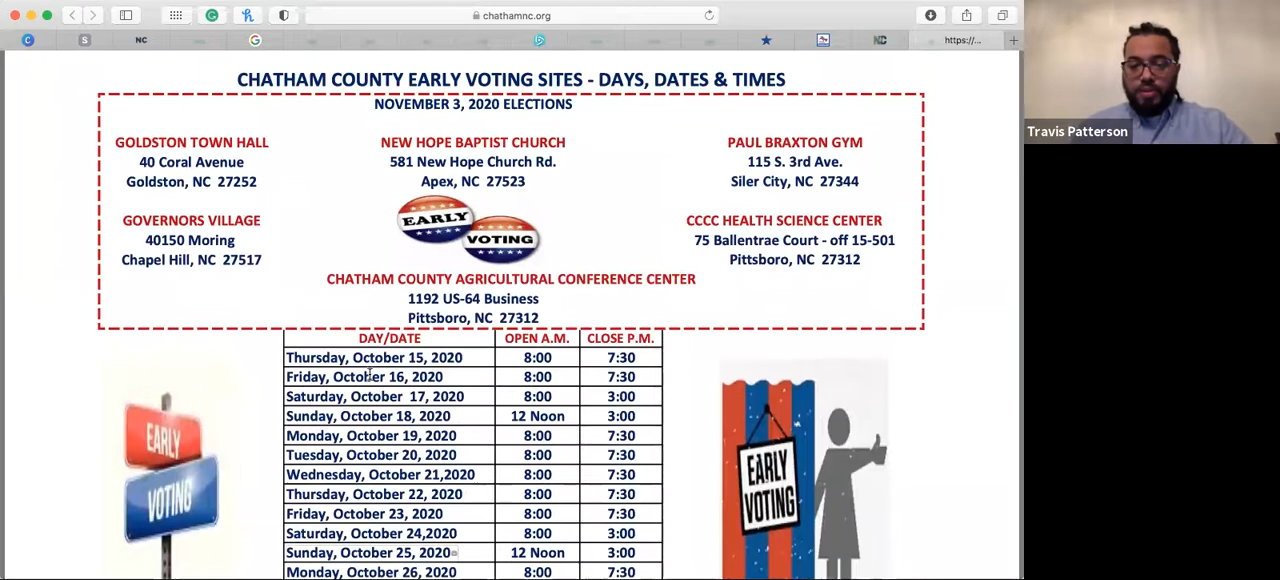 chathamnc.org
https://...
CHATHAM COUNTY EARLY VOTING SITES - DAYS, DATES & TIMES
NOVEMBER 3, 2020 ELECTIONS
GOLDSTON TOWN HALL
40 Coral Avenue
Goldston, NC 27252
NEW HOPE BAPTIST CHURCH
581 New Hope Church Rd.
Apex, NC 27523
PAUL BRAXTON GYM
115 S. 3rd Ave.
Siler City, NC 27344
GOVERNORS VILLAGE
40150 Moring
Chapel Hill, NC 27517
EARLY
VOTING
CCCC HEALTH SCIENCE CENTER
75 Ballentrae Court - off 15-501
Pittsboro, NC 27312
CHATHAM COUNTY AGRICULTURAL CONFERENCE CENTER
1192 US-64 Business
Pittsboro, NC 27312
DAY/DATE OPEN A.M. CLOSE P.M.
Thursday, October 15, 2020 8:00 7:30
Friday, October 16, 2020 8:00 7:30
Saturday, October 17, 2020 8:00 3:00
Sunday, October 18, 2020 12 Noon 3:00
Monday, October 19, 2020 8:00 7:30
Tuesday, October 20, 2020 8:00 7:30
Wednesday, October 21,2020 8:00 7:30
Thursday, October 22, 2020 8:00 7:30
Friday, October 23, 2020 8:00 7:30
Saturday, October 24,2020 8:00 3:00
Sunday, October 25, 2020 12 Noon 3:00
Monday, October 26, 2020 8:00 7:30
EARLY
VOTING
EARLY
VOTING
Travis Patterson